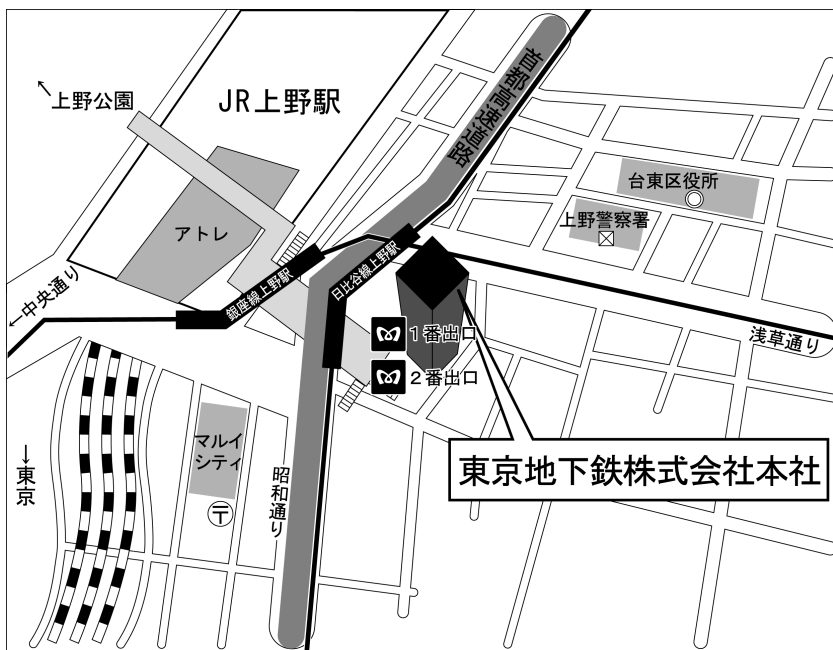 ↑上野公園
JR上野駅
首都高速道路
台東区役所
上野警察署
アトレ
銀座線上野駅
日比谷線上野駅
←中央通り
浅草通り
1番出口
2番出口
マルイ
シティ
〒
←東京
昭和通り
東京地下鉄株式会社本社